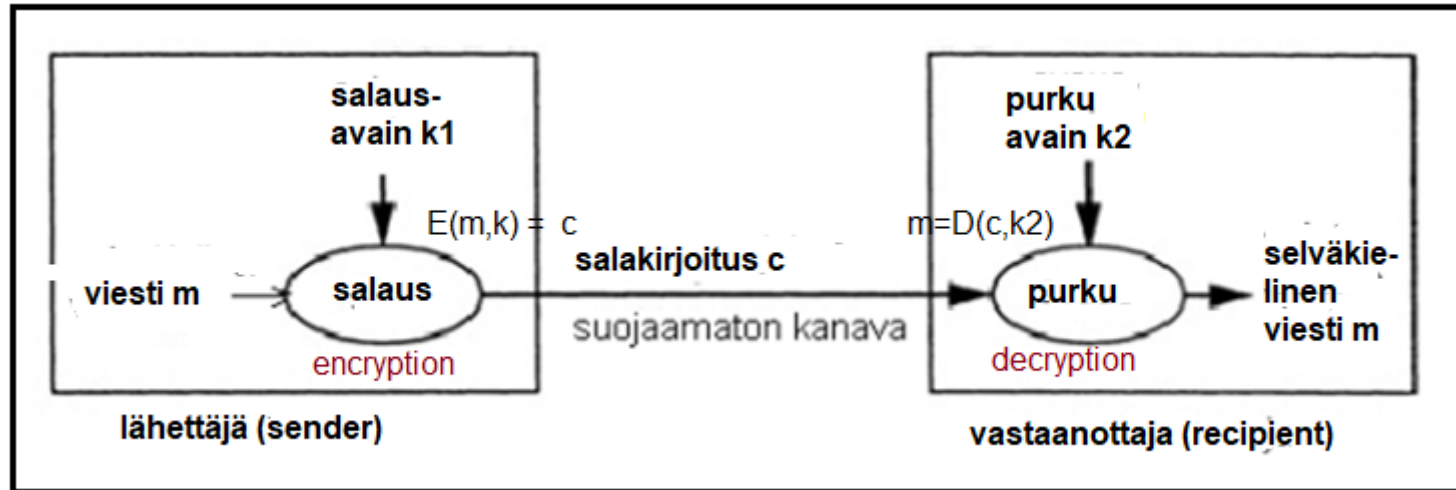 salaus-
avain k1
E(m,k) = c
viesti m
salaus
encryption
lähettäjä (sender)
salakirjoitus c
suojaamaton kanava
purku
avain k2
m=D(c,k2)
purku
decryption
selväkie-
linen
viesti m
vastaanottaja (recipient)